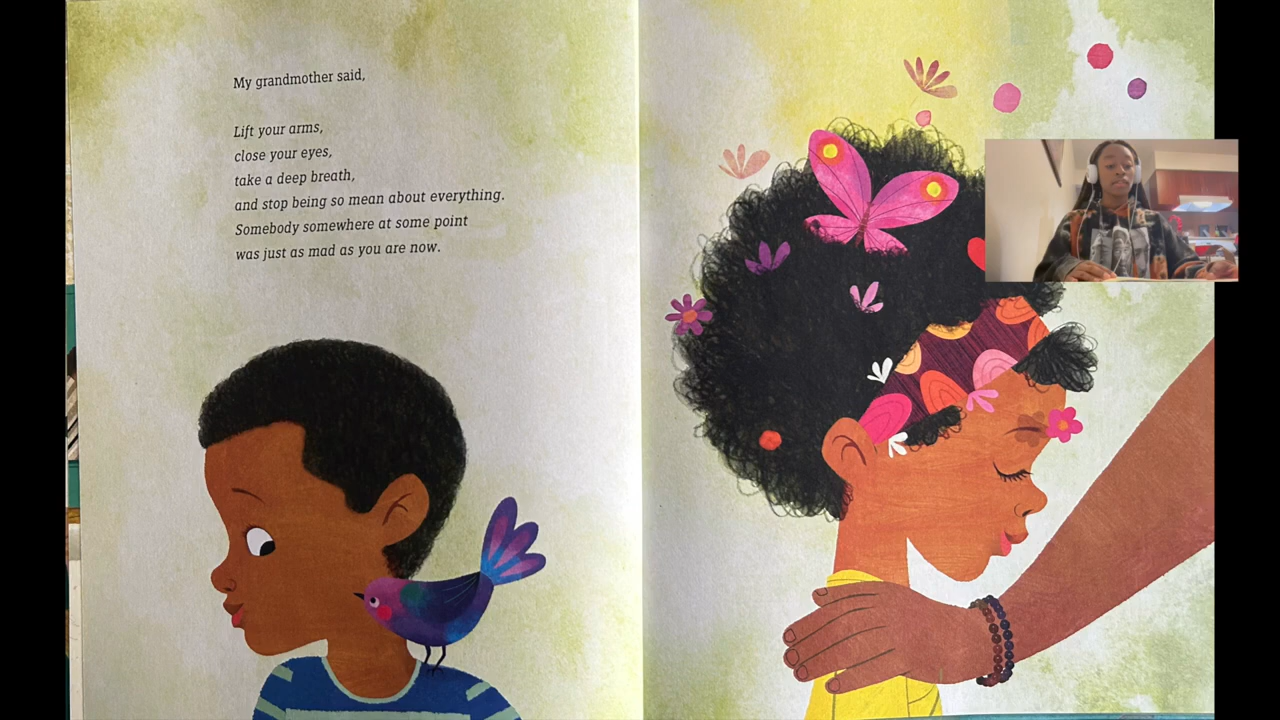 My grandmother said,
Lift your arms,
close your eyes,
take a deep breath,
and stop being so mean about everything.
Somebody somewhere at some point
was just as mad as you are now.